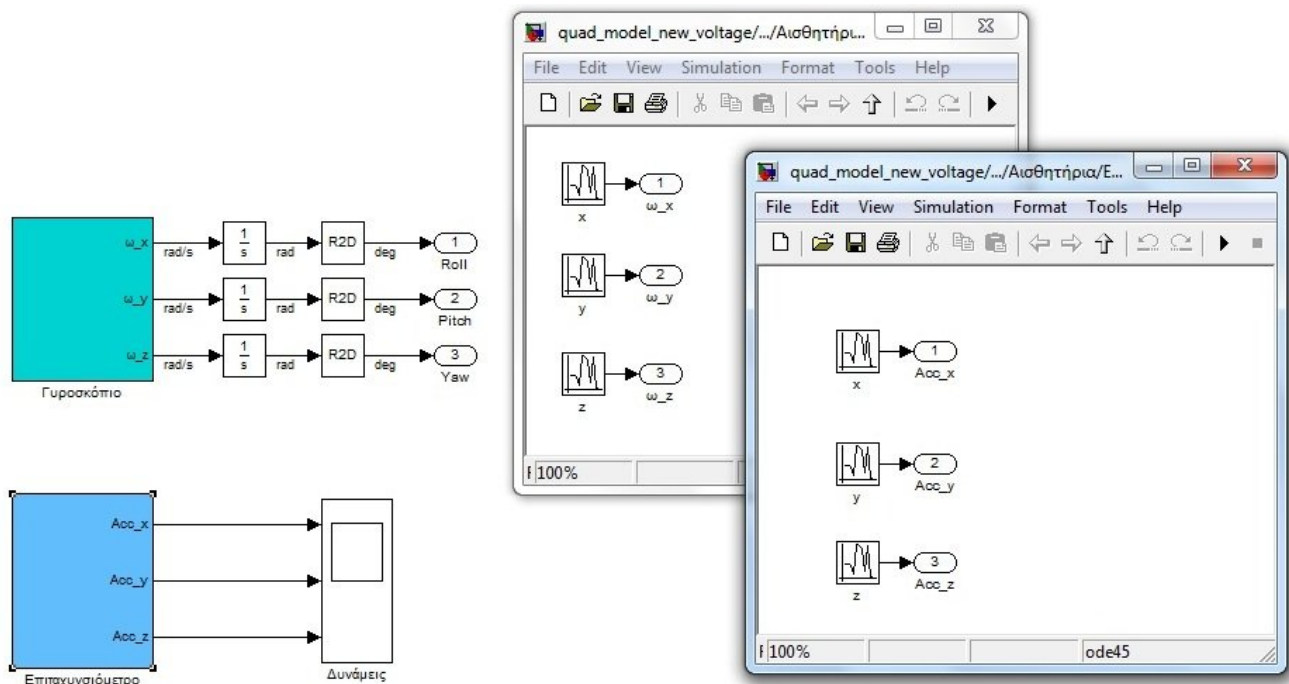 ω_x
rad/s
1
s
rad
R2D
deg
1
Roll
ω_y
rad/s
1
s
rad
R2D
deg
2
Pitch
ω_z
rad/s
1
s
rad
R2D
deg
3
Yaw
Γυροσκόπιο
Acc_x
Acc_y
Acc_z
Επιταχυνσιόμετρο
Δυνάμεις
quad_model_new_voltage/.../Αισθητήρι...
File Edit View Simulation Format Tools Help
1
x
ω_x
2
y
ω_y
3
z
ω_z
100%
quad_model_new_voltage/.../Αισθητήρια/Ε...
File Edit View Simulation Format Tools Help
1
x
Acc_x
2
y
Acc_y
3
z
Acc_z
100%
ode45